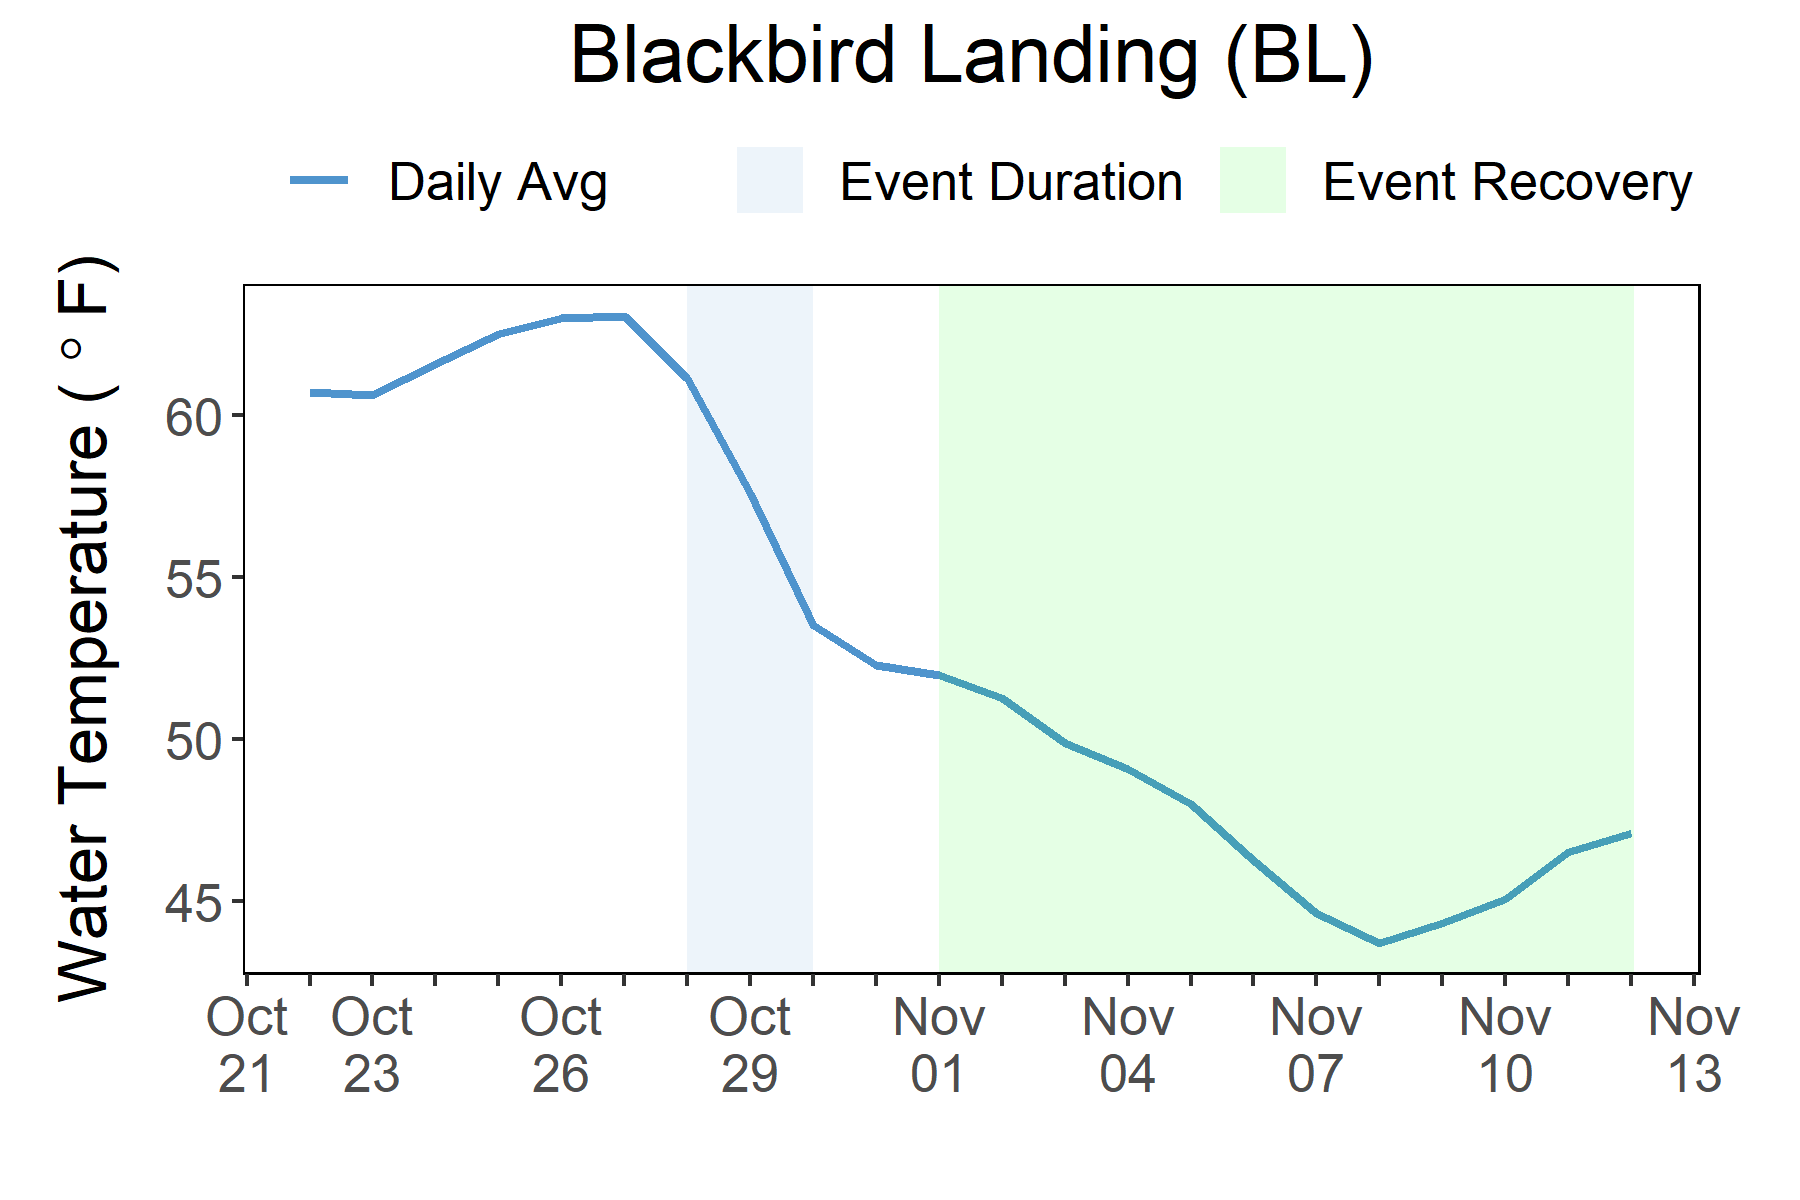 Blackbird Landing (BL)
Daily Avg Event Duration Event Recovery
Water Temperature ( ° F)
60
55
50
45
Oct Oct Oct Oct Nov Nov Nov Nov Nov
21 23 26 29 01 04 07 10 13